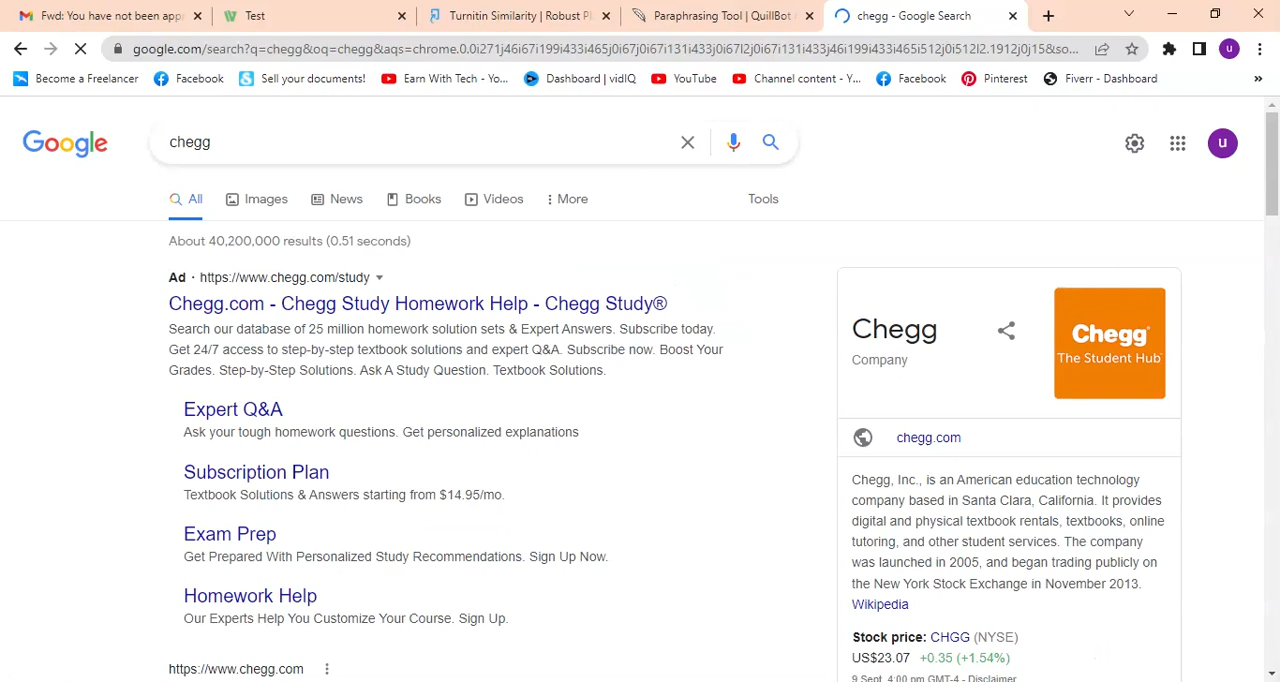 Fwd: You have not been app
Test
Turnitin Similarity | Robust Pl
Paraphrasing Tool | QuillBot A
chegg - Google Search
google.com/search?q=chegg&oq=chegg&aqs=chrome.0.0i271j46i67i199i433i465j0i67j0i67i131i433j0i67l2j0i67i131i433j46i199i433i465i512j0i512l2.1912j0j15&so...
u
Become a Freelancer
Facebook
Sell your documents!
Earn With Tech - Yo...
Dashboard | vidIQ
YouTube
Channel content - Y...
Facebook
Pinterest
Fiverr - Dashboard
»
Google
chegg
u
All
Images
News
Books
Videos
More
Tools
About 40,200,000 results (0.51 seconds)
Ad · https://www.chegg.com/study
Chegg.com - Chegg Study Homework Help - Chegg Study®
Search our database of 25 million homework solution sets & Expert Answers. Subscribe today.
Get 24/7 access to step-by-step textbook solutions and expert Q&A. Subscribe now. Boost Your
Grades. Step-by-Step Solutions. Ask A Study Question. Textbook Solutions.
Expert Q&A
Ask your tough homework questions. Get personalized explanations
Subscription Plan
Textbook Solutions & Answers starting from $14.95/mo.
Exam Prep
Get Prepared With Personalized Study Recommendations. Sign Up Now.
Homework Help
Our Experts Help You Customize Your Course. Sign Up.
https://www.chegg.com
Chegg
Company
Chegg
The Student Hub
chegg.com
Chegg, Inc., is an American education technology
company based in Santa Clara, California. It provides
digital and physical textbook rentals, textbooks, online
tutoring, and other student services. The company
was launched in 2005, and began trading publicly on
the New York Stock Exchange in November 2013.
Wikipedia
Stock price: CHGG (NYSE)
US$23.07 +0.35 (+1.54%)
9 Sept, 4:00 pm GMT-4 - Disclaimer